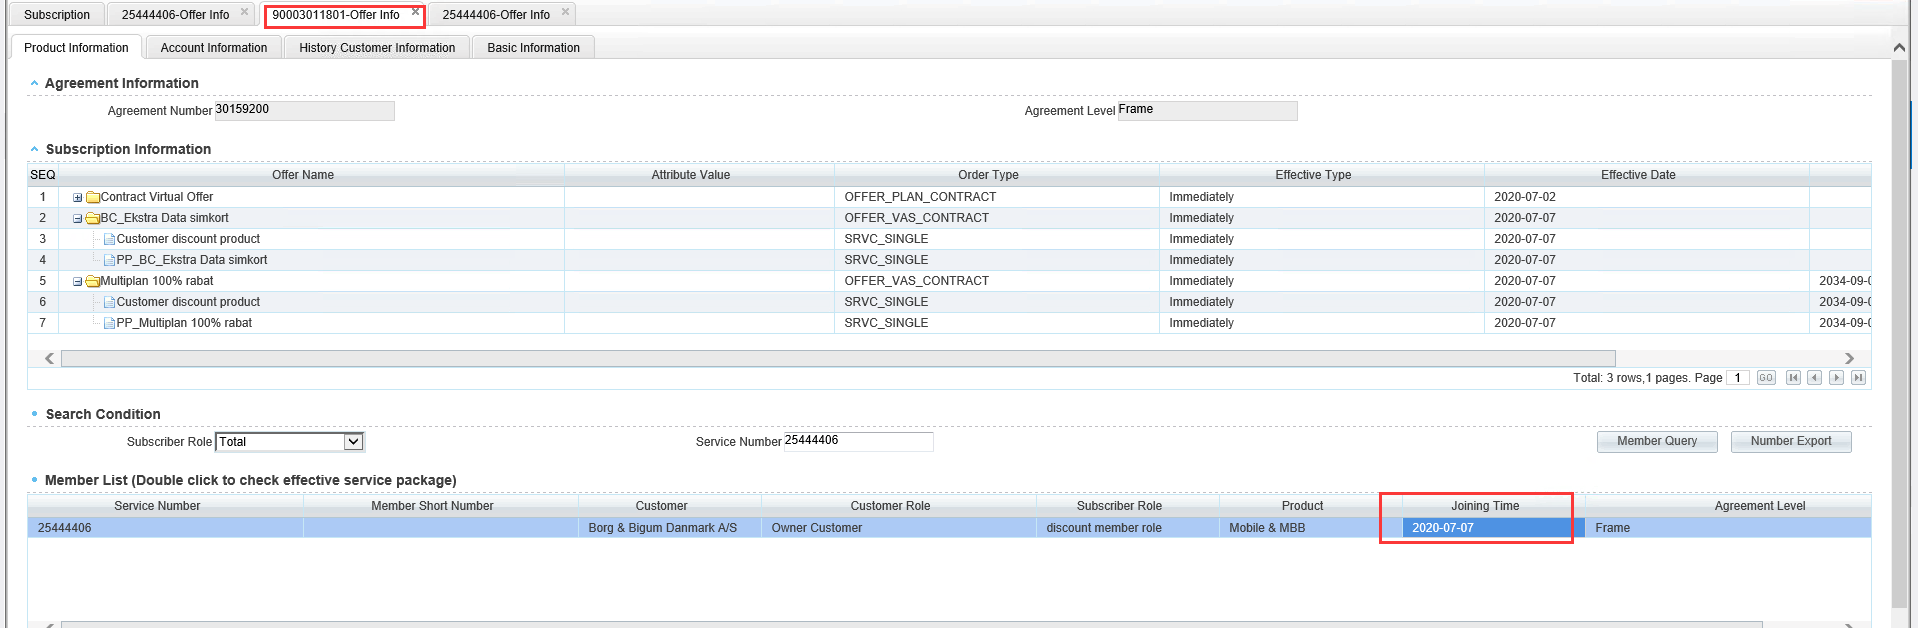 Subscription 25444406-Offer Info 90003011801-Offer Info 25444406-Offer Info
Product Information Account Information History Customer Information Basic Information
Agreement Information
Agreement Number 30159200 Agreement Level Frame
Subscription Information
SEQ Offer Name Attribute Value Order Type Effective Type Effective Date
1 Contract Virtual Offer OFFER_PLAN_CONTRACT Immediately 2020-07-02
2 BC_Ekstra Data simkort OFFER_VAS_CONTRACT Immediately 2020-07-07
3 Customer discount product SRVC_SINGLE Immediately 2020-07-07
4 PP_BC_Ekstra Data simkort SRVC_SINGLE Immediately 2020-07-07
5 Multiplan 100% rabat OFFER_VAS_CONTRACT Immediately 2020-07-07 2034-09-
6 Customer discount product SRVC_SINGLE Immediately 2020-07-07 2034-09-
7 PP_Multiplan 100% rabat SRVC_SINGLE Immediately 2020-07-07 2034-09-
Total: 3 rows,1 pages. Page 1 GO
Search Condition
Subscriber Role Total Service Number 25444406 Member Query Number Export
Member List (Double click to check effective service package)
Service Number Member Short Number Customer Customer Role Subscriber Role Product Joining Time Agreement Level
25444406 Borg & Bigum Danmark A/S Owner Customer discount member role Mobile & MBB 2020-07-07 Frame